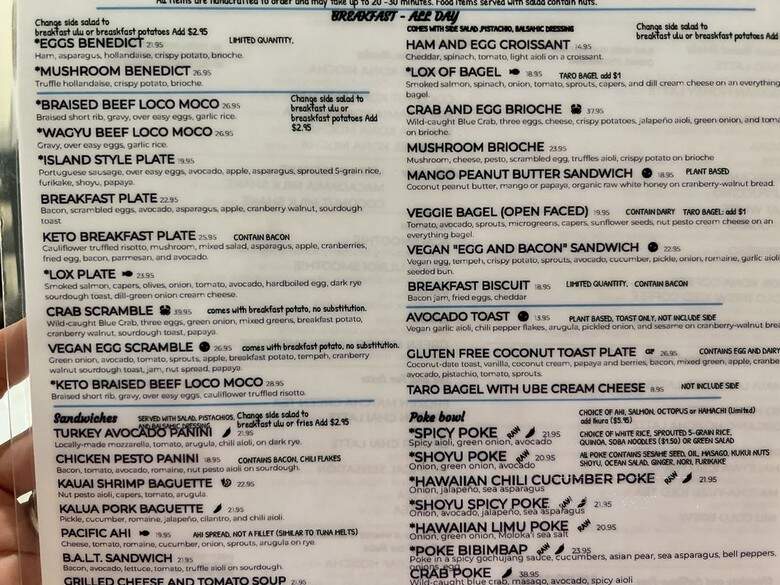 All items are handcrafted to order and may take up to 20 -30 minutes. Food items served with salad contain nuts.
BREAKFAST - ALL DAY
Change side salad to
breakfast ulu or breakfast potatoes Add $2.95
*EGGS BENEDICT 21.95 LIMITED QUANTITY.
Ham, asparagus, hollandaise, crispy potato, brioche.
*MUSHROOM BENEDICT 26.95
Truffle hollandaise, crispy potato, brioche.
*BRAISED BEEF LOCO MOCO 26.95
Braised short rib, gravy, over easy eggs, garlic rice.
Change side salad to
breakfast ulu or
breaskfast potatoes Add
$2.95
*WAGYU BEEF LOCO MOCO 26.95
Gravy, over easy eggs, garlic rice.
*ISLAND STYLE PLATE 19.95
Portuguese sausage, over easy eggs, avocado, apple, asparagus, sprouted 5-grain rice,
furikake, shoyu, papaya.
BREAKFAST PLATE 22.95
Bacon, scrambled eggs, avocado, asparagus, apple, cranberry walnut, sourdough
toast
KETO BREAKFAST PLATE 25.95 CONTAIN BACON
Cauliflower truffled risotto, mushroom, mixed salad, asparagus, apple, cranberries,
fried egg, bacon, parmesan, and avocado.
*LOX PLATE 23.95
Smoked salmon, capers, olives, onion, tomato, avocado, hardboiled egg, dark rye
sourdough toast, dill-green onion cream cheese.
CRAB SCRAMBLE 39.95 comes with breakfast potato, no substitution.
Wild-caught Blue Crab, three eggs, green onion, mixed greens, breakfast potato,
cranberry walnut, sourdough toast, papaya.
VEGAN EGG SCRAMBLE 26.95 comes with breakfast potato, no substitution.
Green onion, avocado, tomato, sprouts, apple, breakfast potato, tempeh, cranberry
walnut sourdough toast, jam, nut spread, papaya.
*KETO BRAISED BEEF LOCO MOCO 28.95
Braised short rib, gravy, over easy eggs, cauliflower truffled risotto.
Sandwiches SERVED WITH SALAD, PISTACHIOS, AND BALSAMIC DRESSING
Change side salad to
breakfast ulu or fries Add $2.95
TURKEY AVOCADO PANINI 21.95
Locally-made mozzarella, tomato, arugula, chili aioli, on dark rye.
CHICKEN PESTO PANINI 18.95 CONTAINS BACON, CHILI FLAKES
Bacon, tomato, avocado, romaine, nut pesto aioli on sourdough.
KAUAI SHRIMP BAGUETTE 22.95
Nut pesto aioli, capers, tomato, arugula.
KALUA PORK BAGUETTE 21.95
Pickle, cucumber, romaine, jalapeño, cilantro, and chili aioli.
PACIFIC AHI 19.95 AHI SPREAD, NOT A FILLET (SIMILAR TO TUNA MELTS)
Cheese, tomato, romaine, cucumber, onion, sprouts, arugula on rye.
B.A.L.T. SANDWICH 21.95
Bacon, avocado, lettuce, tomato, truffle aioli on sourdough.
GRILLED CHEESE AND TOMATO SOUP 21.95
COMES WITH SIDE SALAD ,PISTACHIO, BALSAMIC DRESSING
Change side salad to
breakfast ulu or breaskfast potatoes Add
HAM AND EGG CROISSANT 14.95
Cheddar, spinach, tomato, light aioli on a croissant.
*LOX OF BAGEL 18.95 TARO BAGEL add $1
Smoked salmon, spinach, onion, tomato, sprouts, capers, and dill cream cheese on an everything
bagel.
CRAB AND EGG BRIOCHE 37.95
Wild-caught Blue Crab, three eggs, cheese, crispy potatoes, jalapeño aioli, green onion, and toma
on brioche.
MUSHROOM BRIOCHE 23.95
Mushroom, cheese, pesto, scrambled egg, truffles aioli, crispy potato on brioche
MANGO PEANUT BUTTER SANDWICH 18.95 PLANT BASED
Coconut peanut butter, mango or papaya, organic raw white honey on cranberry-walnut bread.
VEGGIE BAGEL (OPEN FACED) 19.95 CONTAIN DAIRY TARO BAGEL: add $1
Tomato, avocado, sprouts, microgreens, capers, sunflower seeds, nut pesto cream cheese on an
everything bagel.
VEGAN "EGG AND BACON" SANDWICH 22.95
Vegan egg, tempeh, crispy potato, sprouts, avocado, cucumber, pickle, onion, romaine, garlic aioli
seeded bun.
BREAKFAST BISCUIT 18.95 LIMITED QUANTITY. CONTAIN BACON
Bacon jam, fried eggs, cheddar
AVOCADO TOAST 13.95 PLANT BASED, TOAST ONLY, NOT INCLUDE SIDE
Vegan garlic aioli, chili pepper flakes, arugula, pickled onion, and sesame on cranberry-walnut bre
GLUTEN FREE COCONUT TOAST PLATE GF 26.95 CONTAINS EGG AND DAIRY
Coconut-date toast, vanilla, coconut cream, papaya and berries, bacon, mixed green, apple, cranbe
avocado, pistachio, tomato, sprouts.
TARO BAGEL WITH UBE CREAM CHEESE 8.95 NOT INCLUDE SIDE
Poke bowl
CHOICE OF AHI, SALMON, OCTOPUS or HAMACHI (Limited)
add Ikura ($5.95)
CHOICE OF WHITE RICE, SPROUTED 5-GRAIN RICE,
QUINOA, SOBA NOODLES ($1.50) OR GREEN SALAD
All POKE CONTAINS SESAME SEED, OIL, MASAGO, KUKUI NUTS
SHOYU, OCEAN SALAD, GINGER, NORI, FURIKAKE
*SPICY POKE RAW 21.95
Spicy aioli, green onion, avocado
*SHOYU POKE RAW 20.95
Onion, green onion, avocado
*HAWAIIAN CHILI CUCUMBER POKE RAW 21.95
Onion, jalapeño, sea asparagus
*SHOYU SPICY POKE RAW 21.95
Onion, avocado, jalapeño, sea asparagus
*HAWAIIAN LIMU POKE RAW 20.95
Onion, green onion, Moloka'i sea salt
*POKE BIBIMBAP RAW 23.95
Poke in a spicy gochujang sauce, cucumbers, asian pear, sea asparagus, bell peppers,
onions, egg
CRAB POKE 38.95
Wild-caught blue crab, masago, avocado, spicy aioli